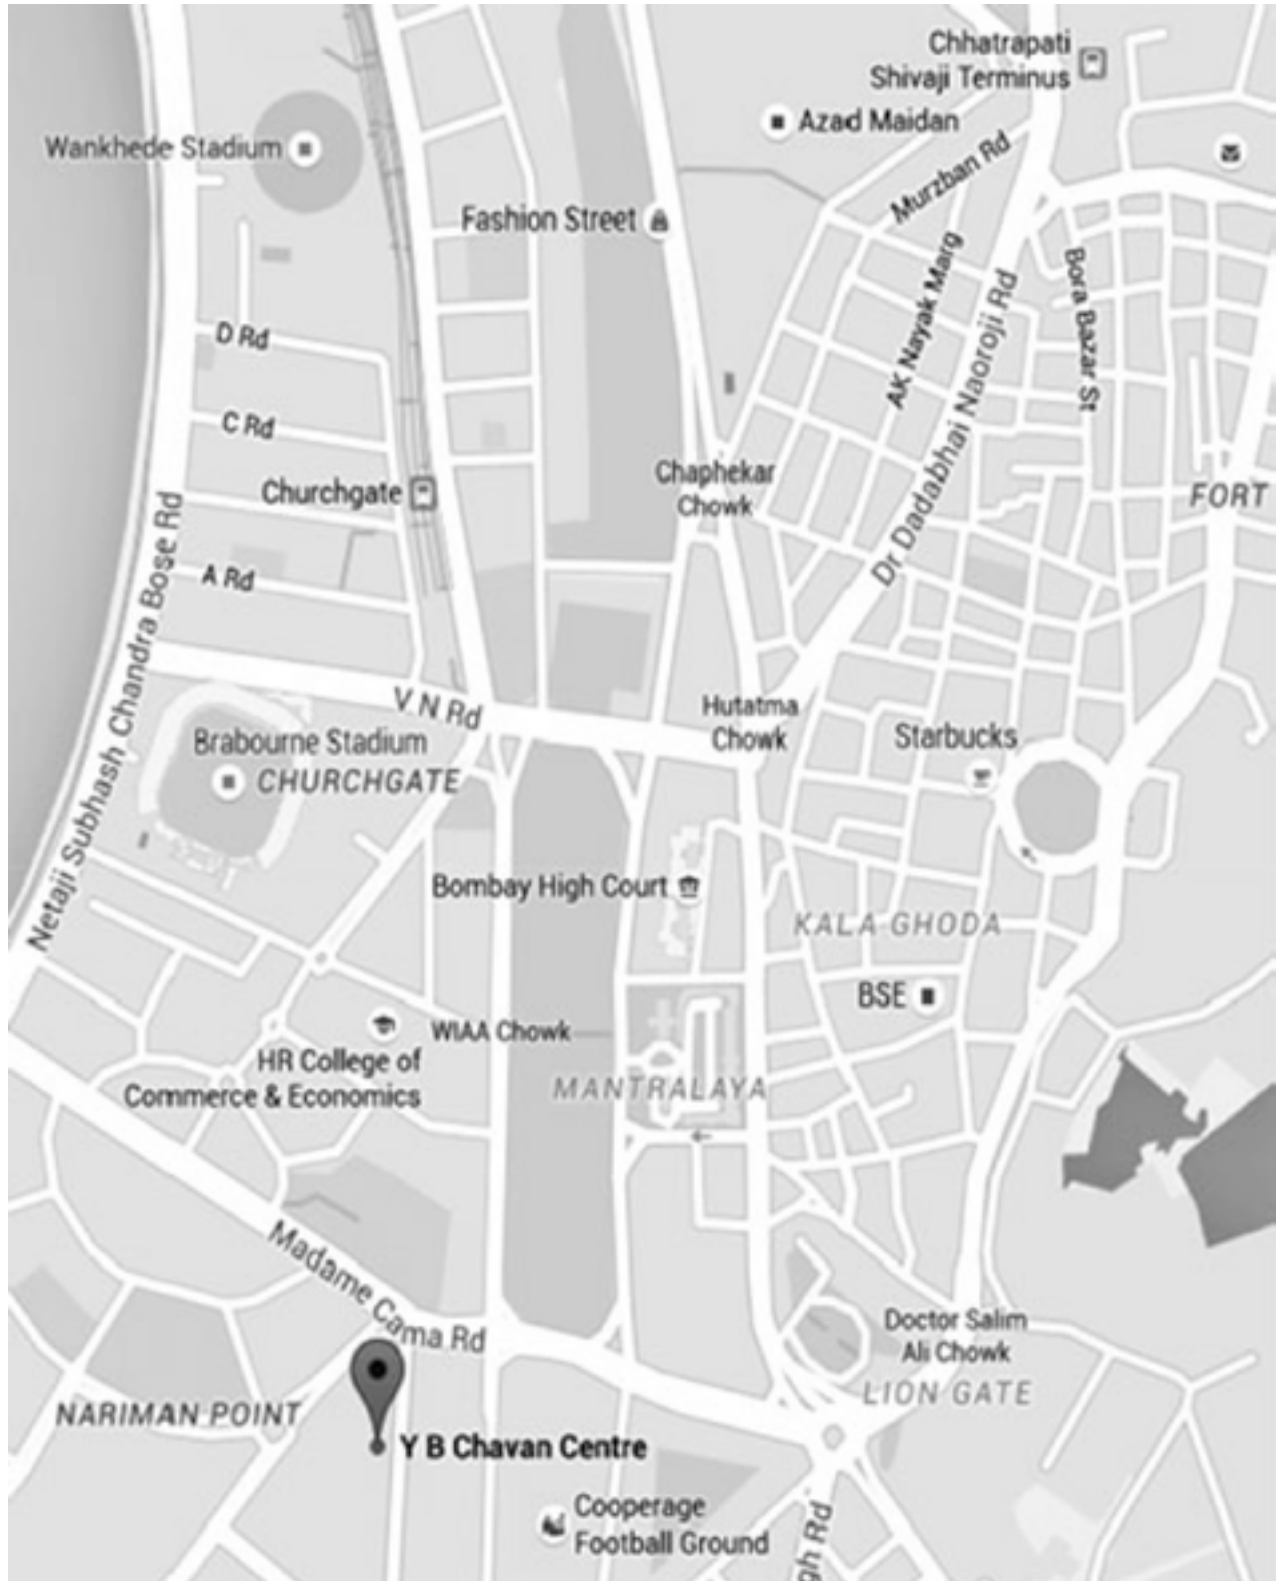 Chhatrapati
Shivaji Terminus
Azad Maidan
Wankhede Stadium
Murzban Rd
Fashion Street
AK Nayak Marg
Bora Bazar St
D Rd
Dr Dadabhai Naoroji Rd
C Rd
Churchgate
Chaphekar
Chowk
FORT
Netaji Subhash Chandra Bose Rd
A Rd
V N Rd
Hutatma
Chowk
Starbucks
Brabourne Stadium
CHURCHGATE
Bombay High Court
KALA GHODA
BSE
WIAA Chowk
HR College of
Commerce & Economics
MANTRALAYA
Madame Cama Rd
Doctor Salim
Ali Chowk
LION GATE
NARIMAN POINT
Y B Chavan Centre
Cooperage
Football Ground
gh Rd